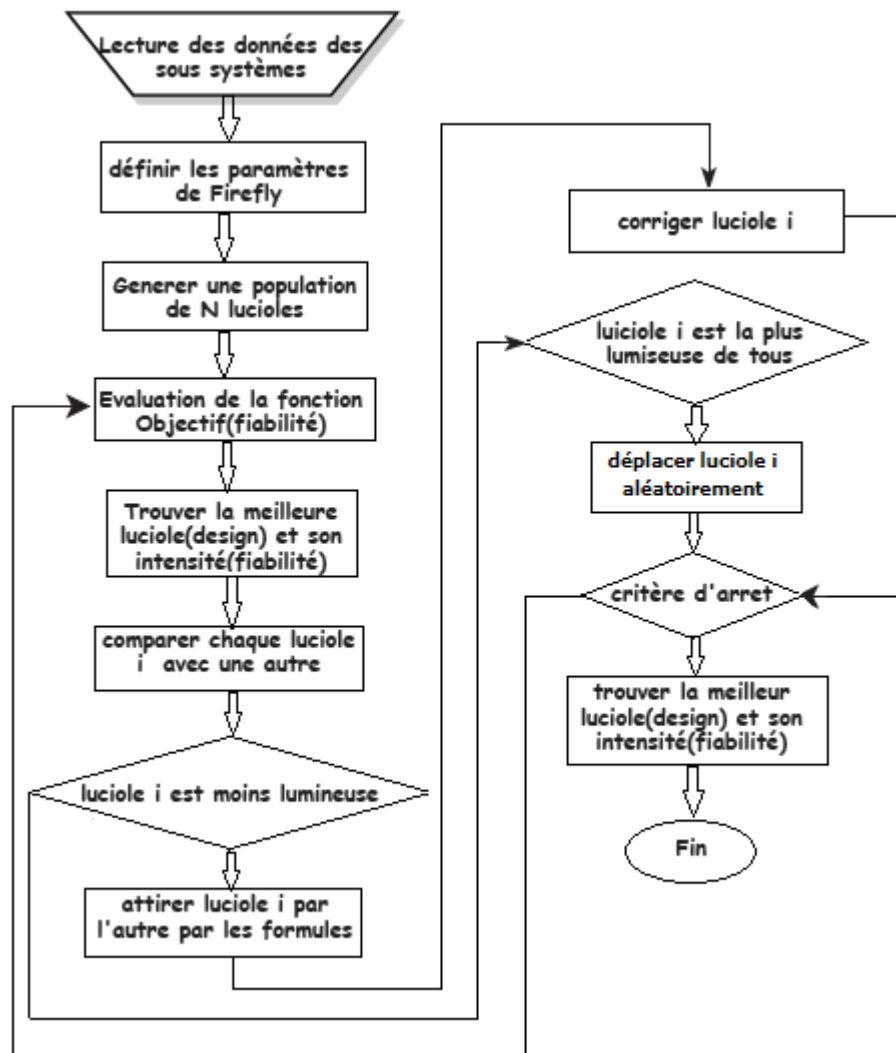 Lecture des données des
sous systèmes
définir les paramètres
de Firefly
Generer une population
de N lucioles
Evaluation de la fonction
Objectif(fiabilité)
Trouver la meilleure
luciole(design) et son
intensité(fiabilité)
comparer chaque luciole
i avec une autre
luciole i est moins lumineuse
attirer luciole i par
l'autre par les formules
corriger luciole i
luiciole i est la plus
lumiseuse de tous
déplacer luciole i
aléatoirement
critère d'arret
trouver la meilleur
luciole(design) et son
intensité(fiabilité)
Fin